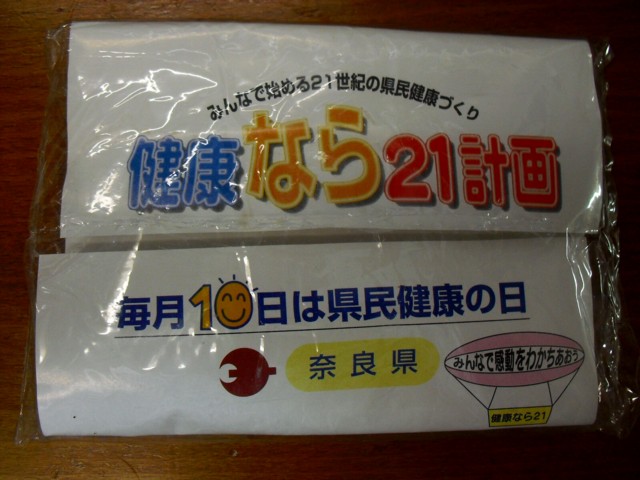 みんなで始める21世紀の県民健康づくり
健康なら21計画
毎月10日は県民健康の日
奈良県
みんなで感動をわかちあおう
健康なら21